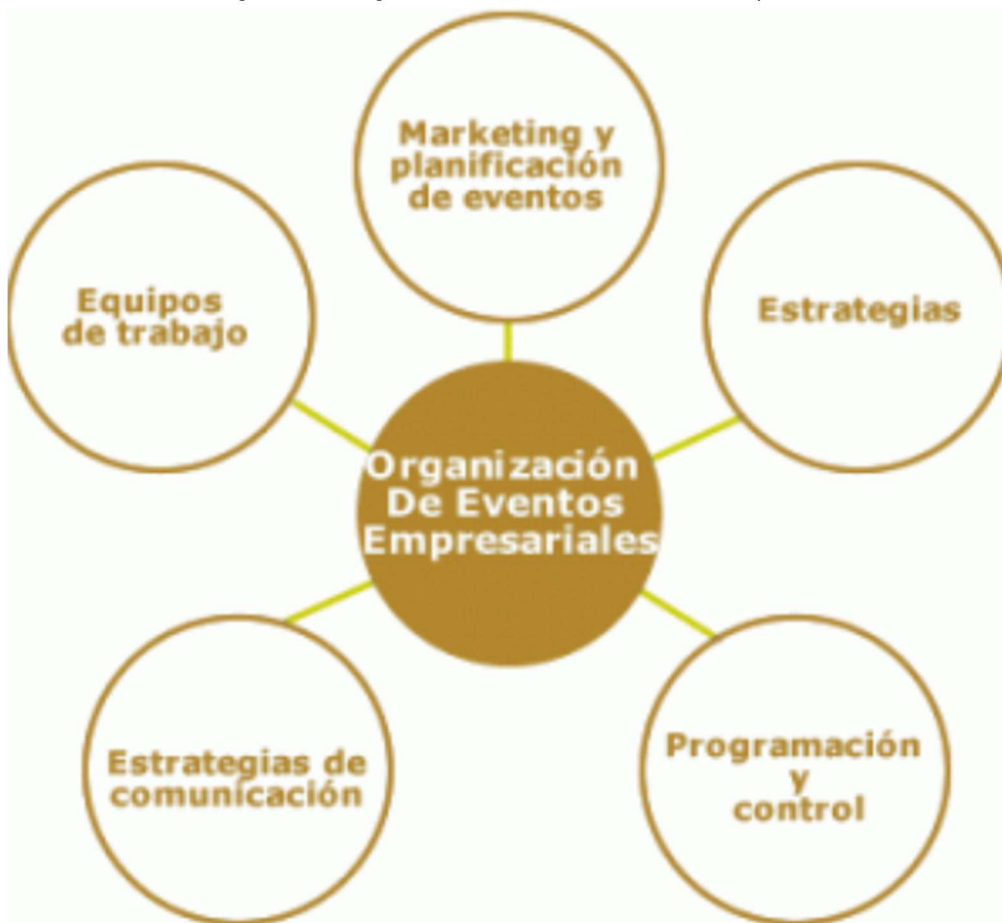 Marketing y
planificación
de eventos
Equipos
de trabajo
Estrategias
Organización
De Eventos
Empresariales
Estrategias de
comunicación
Programación
y
control